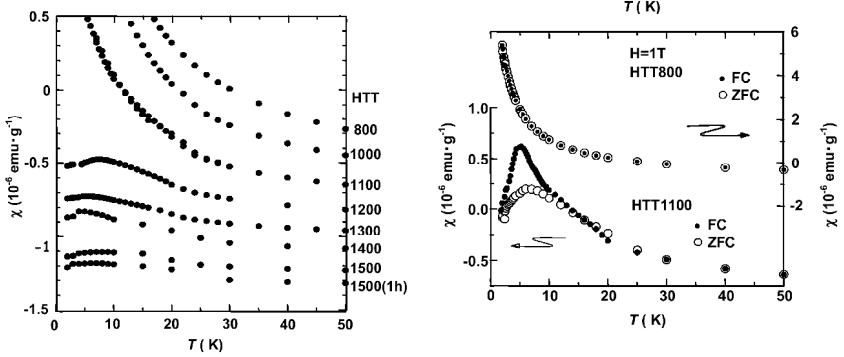 T ( K )
0.5
0
-0.5
-1
-1.5
χ (10-6 emu·g-1)
0
10
20
30
40
50
T ( K )
HTT
800
1000
1100
1200
1300
1400
1500
1500(1h)
H=1T
HTT800
FC
ZFC
6
4
2
0
-2
χ (10-6 emu·g-1)
1.0
0.5
0.0
-0.5
χ (10-6 emu·g-1)
HTT1100
FC
ZFC
0
10
20
30
40
50
T ( K )